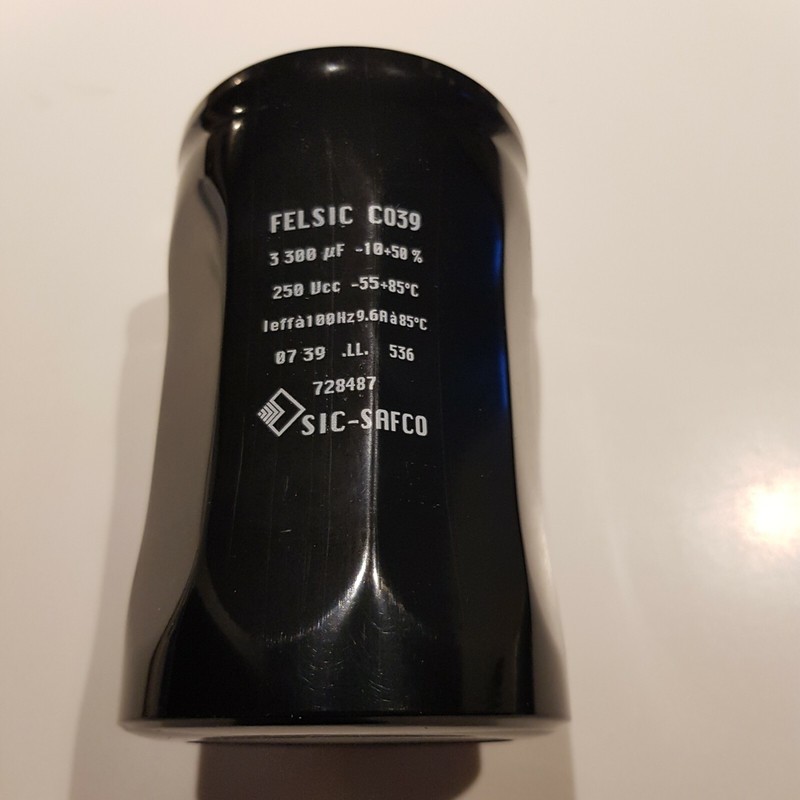 FELSIC CO39
3 300 µF -10+50 %
250 Vcc -55+85°C
Ieffà100Hz9.6Aà85°C
07 39 .LL. 536
728487
SIC-SAFCO